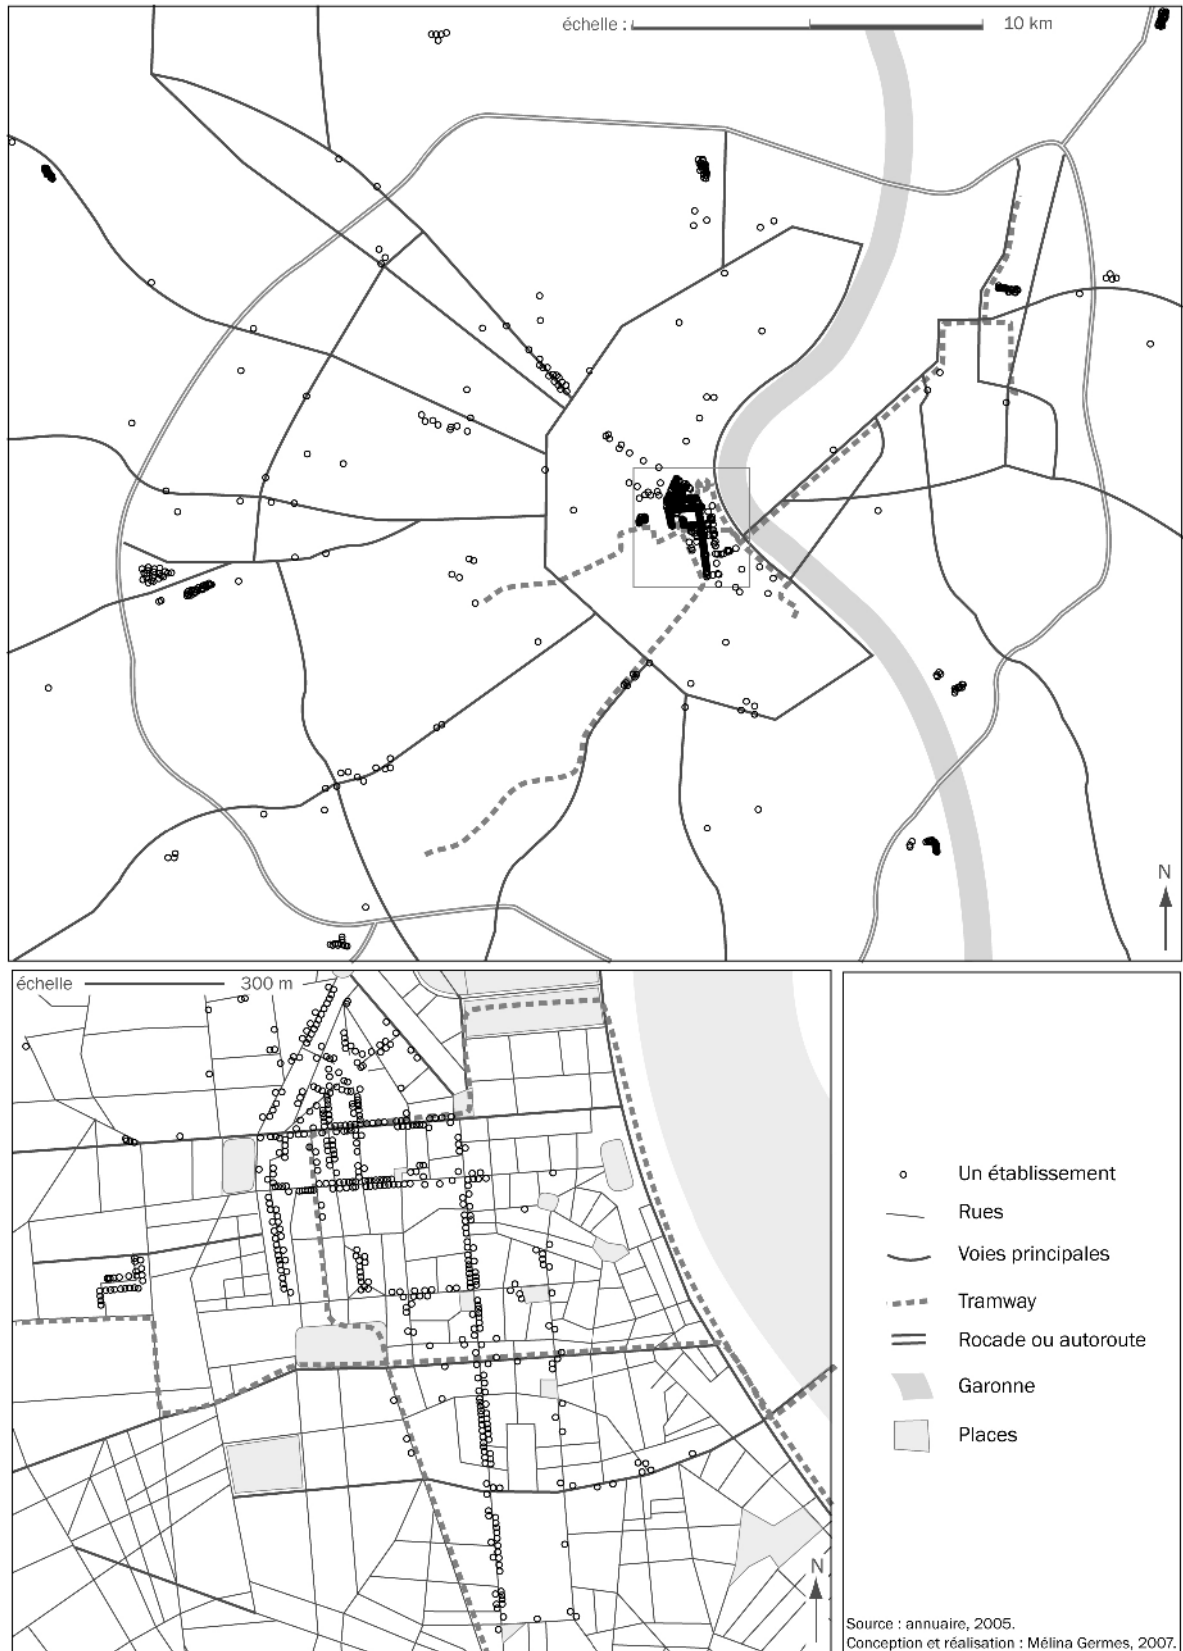 échelle :
10 km
N
échelle
300 m
N
Un établissement
Rues
Voies principales
Tramway
Rocade ou autoroute
Garonne
Places
Source : annuaire, 2005.
Conception et réalisation : Mélina Germes, 2007.